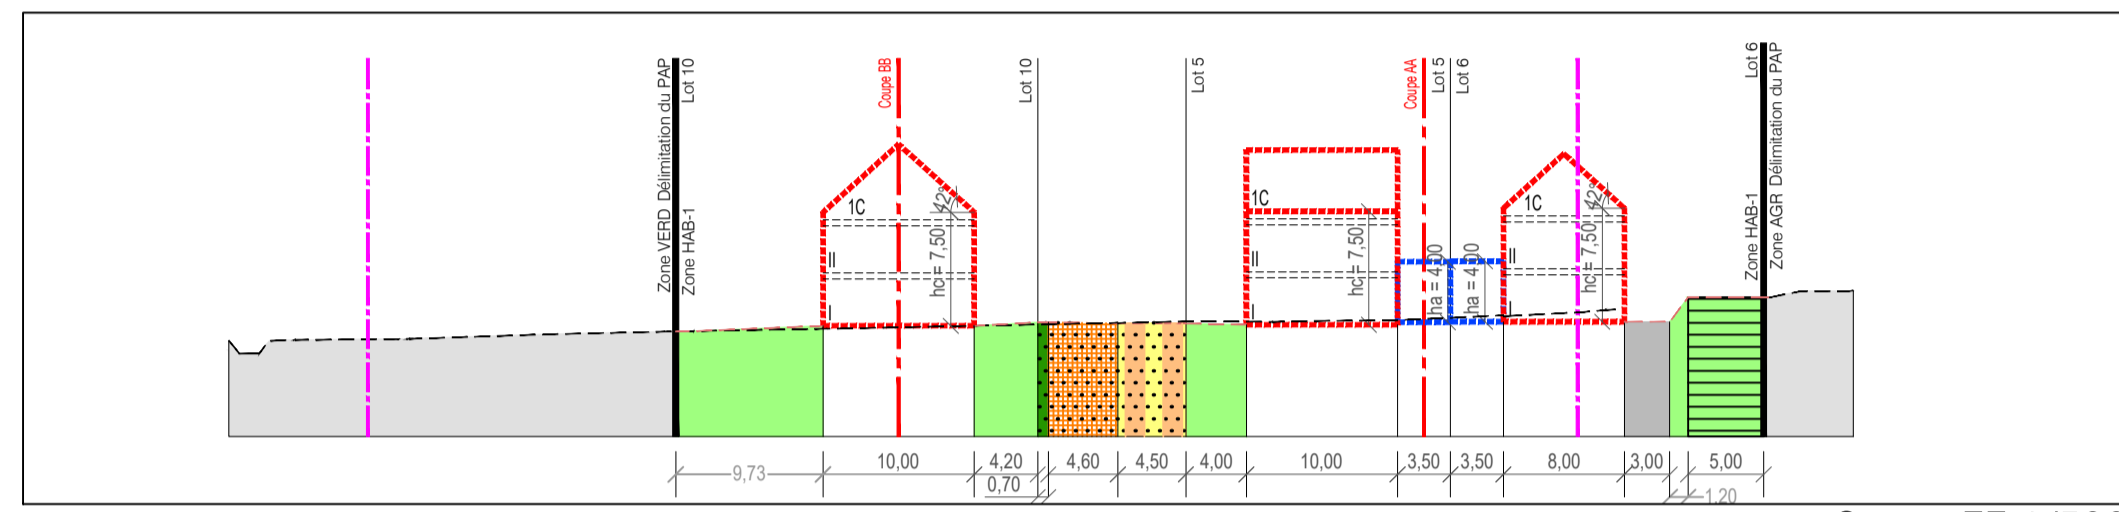 Zone VERD Délimitation du PAP
Zone HAB-1
Lot 10
Coupe BB
Lot 10
Lot 5
Coupe AA
Lot 5
Lot 6
Lot 6
Zone HAB-1
Zone AGR Délimitation du PAP
1C
42°
II
hc = 7,50
I
1C
II
hc = 7,50
I
ha = 4,00
ha = 4,00
1C
42°
II
hc = 7,50
I
9,73
10,00
4,20
0,70
4,60
4,50
4,00
10,00
3,50
3,50
8,00
3,00
1,20
5,00